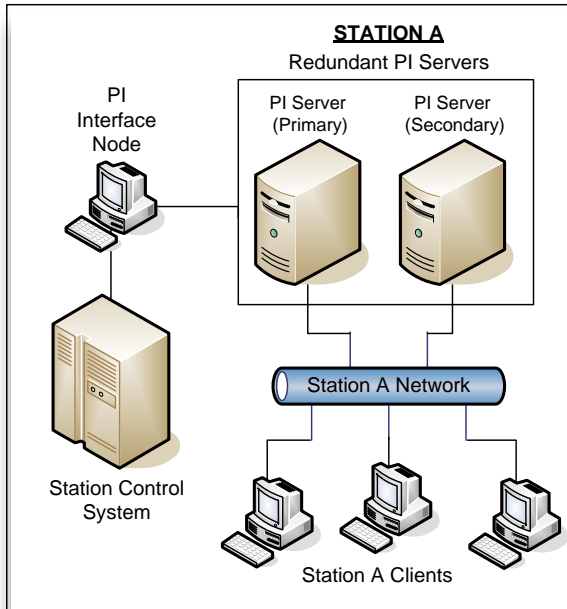 STATION A
Redundant PI Servers
PI
Interface
Node
PI Server
(Primary)
PI Server
(Secondary)
Station A Network
Station Control
System
Station A Clients